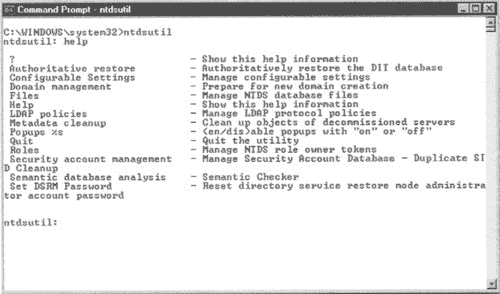 Command Prompt - ntdsutil
C:\WINDOWS\system32>ntdsutil
ntdsutil: help
? - Show this help information
Authoritative restore - Authoritatively restore the DIT database
Configurable Settings - Manage configurable settings
Domain management - Prepare for new domain creation
Files - Manage NTDS database files
Help - Show this help information
LDAP policies - Manage LDAP protocol policies
Metadata cleanup - Clean up objects of decommissioned servers
Popups %s - (en/dis)able popups with "on" or "off"
Quit - Quit the utility
Roles - Manage NTDS role owner tokens
Security account management - Manage Security Account Database - Duplicate SI
D Cleanup
Semantic database analysis - Semantic Checker
Set DSRM Password - Reset directory service restore mode administra
tor account password
ntdsutil: